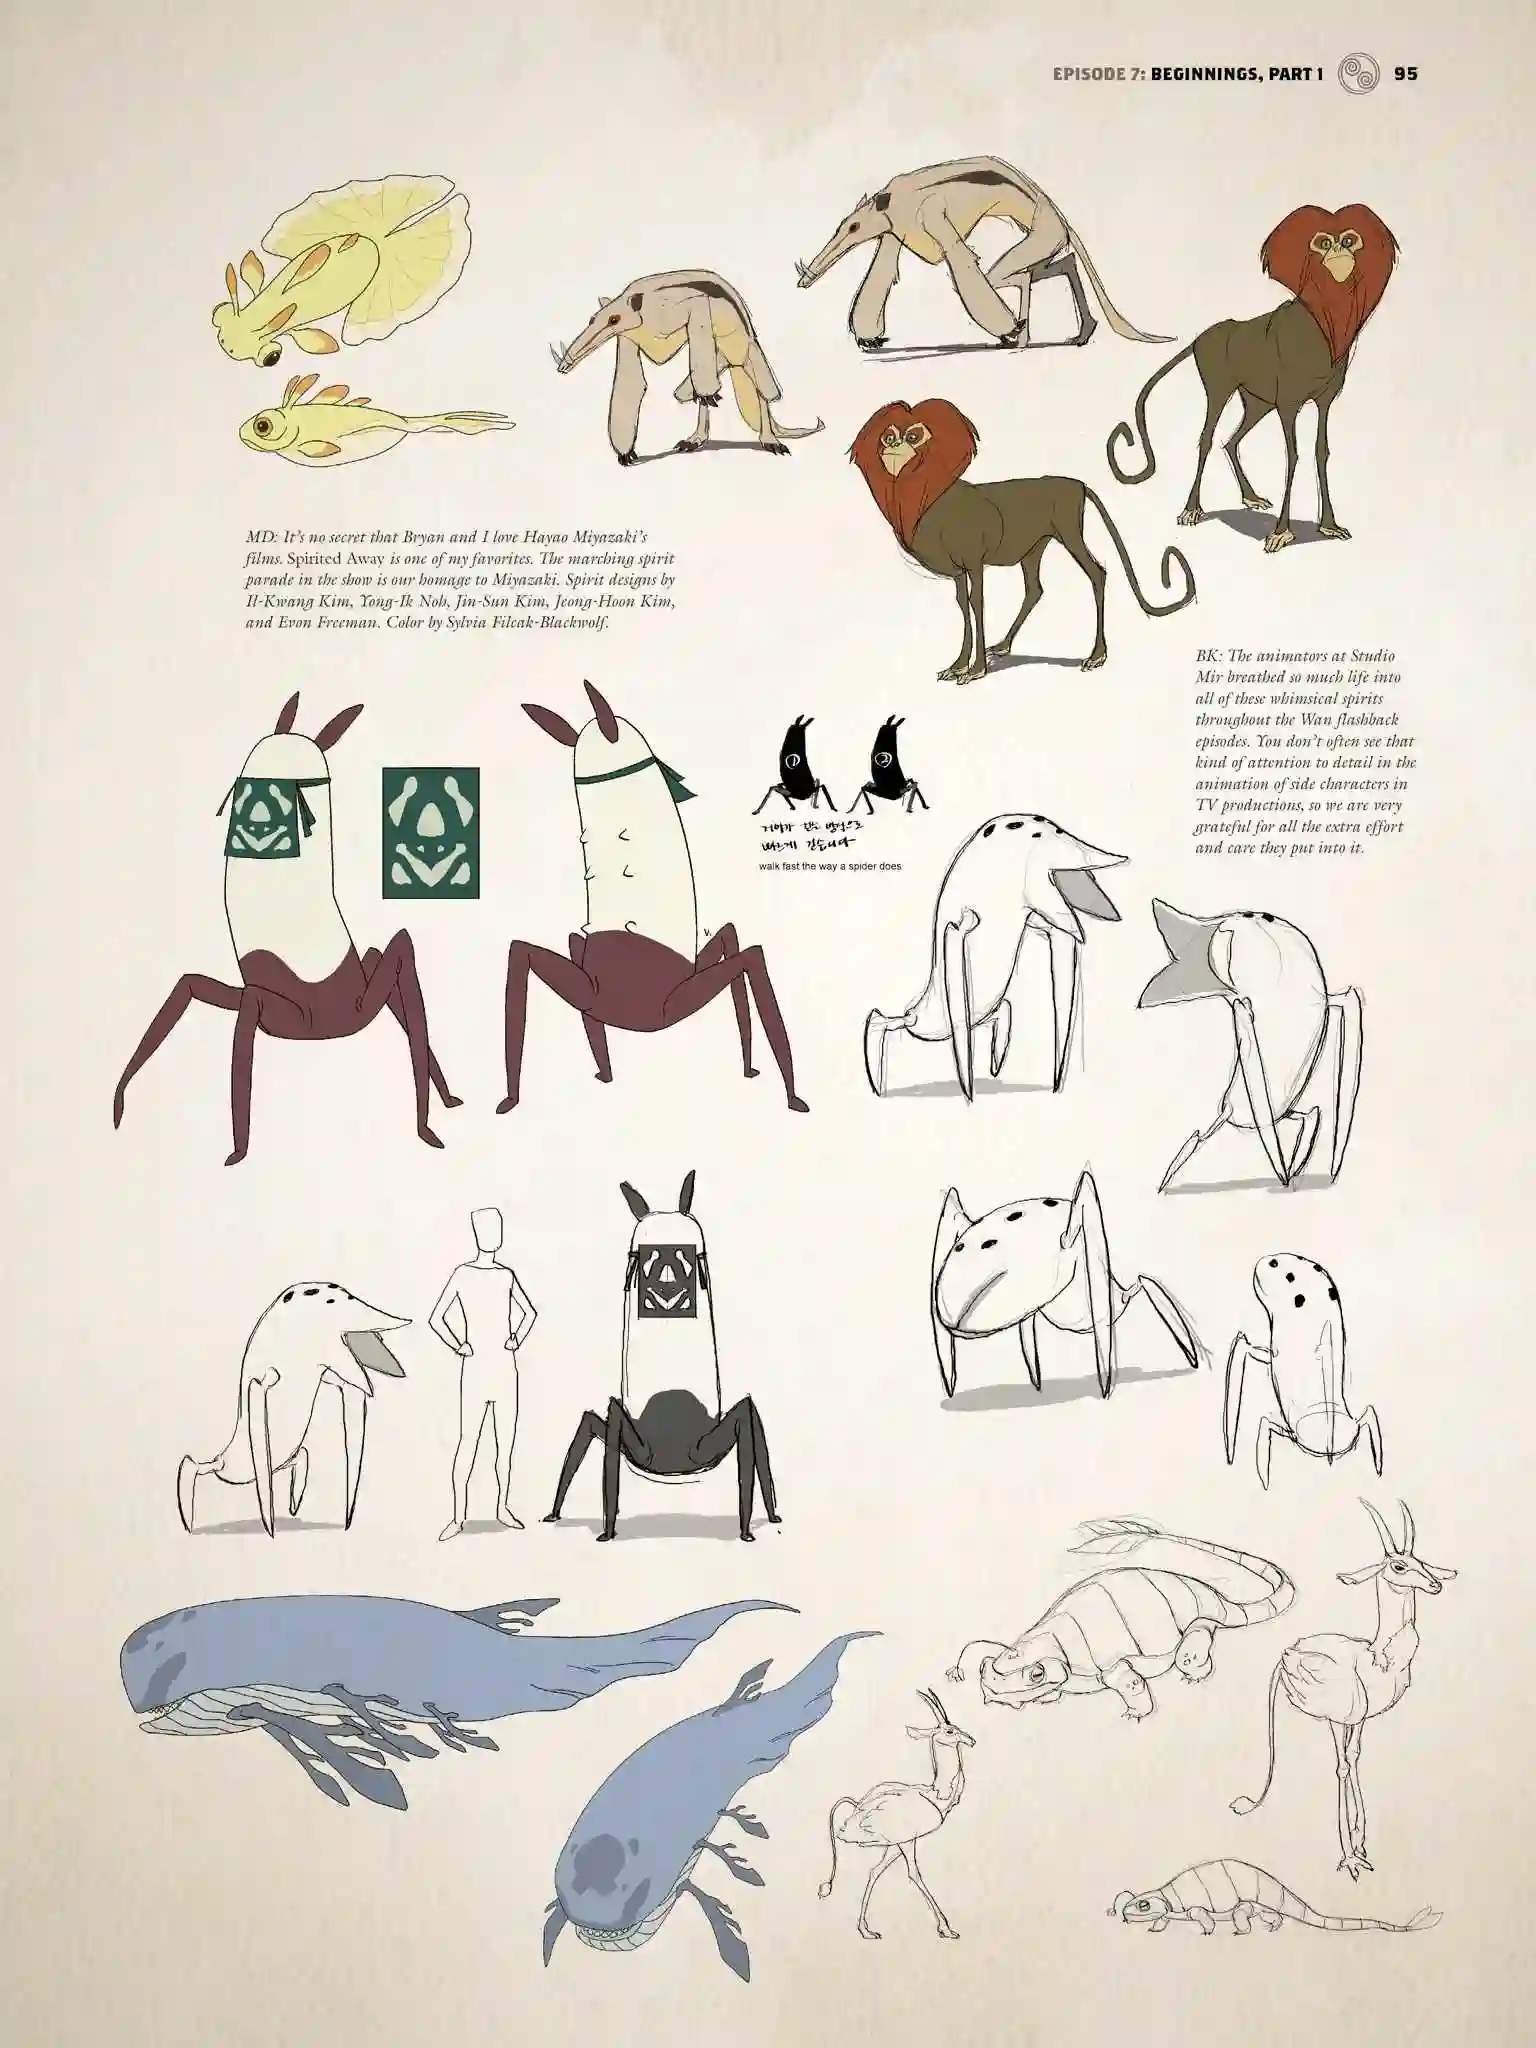 EPISODE 7: BEGINNINGS, PART 1 95
MD: It's no secret that Bryan and I love Hayao Miyazaki's
films. Spirited Away is one of my favorites. The marching spirit
parade in the show is our homage to Miyazaki. Spirit designs by
Il-Kwang Kim, Yong-Ik Noh, Jin-Sun Kim, Jeong-Hoon Kim,
and Evon Freeman. Color by Sylvia Filcak-Blackwolf.
BK: The animators at Studio
Mir breathed so much life into
all of these whimsical spirits
throughout the Wan flashback
episodes. You don't often see that
kind of attention to detail in the
animation of side characters in
TV productions, so we are very
grateful for all the extra effort
and care they put into it.
1 2
거미가 걷는 방식으로
빠르게 걷습니다
walk fast the way a spider does